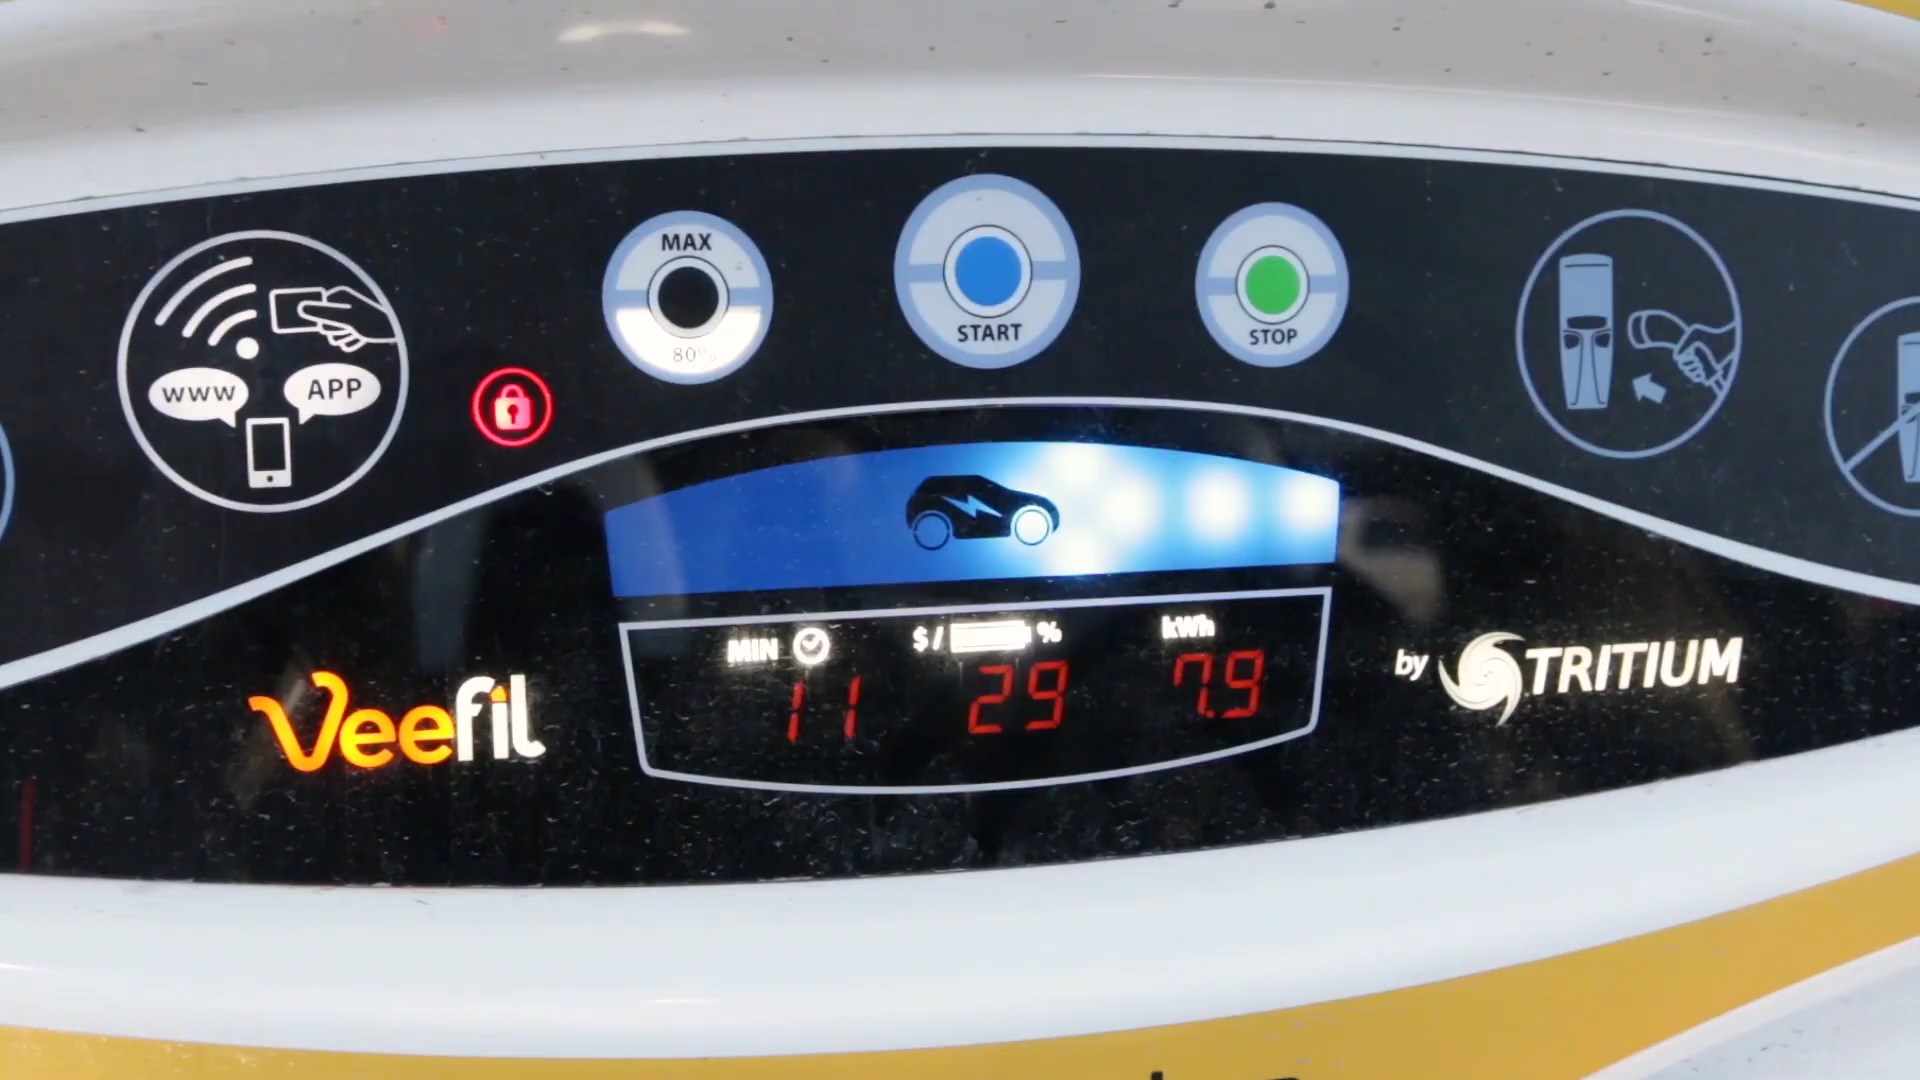 WWW
APP
MAX
80%
START
STOP
MIN
$ / %
kWh
11
29
7.9
Veefil
by TRITIUM